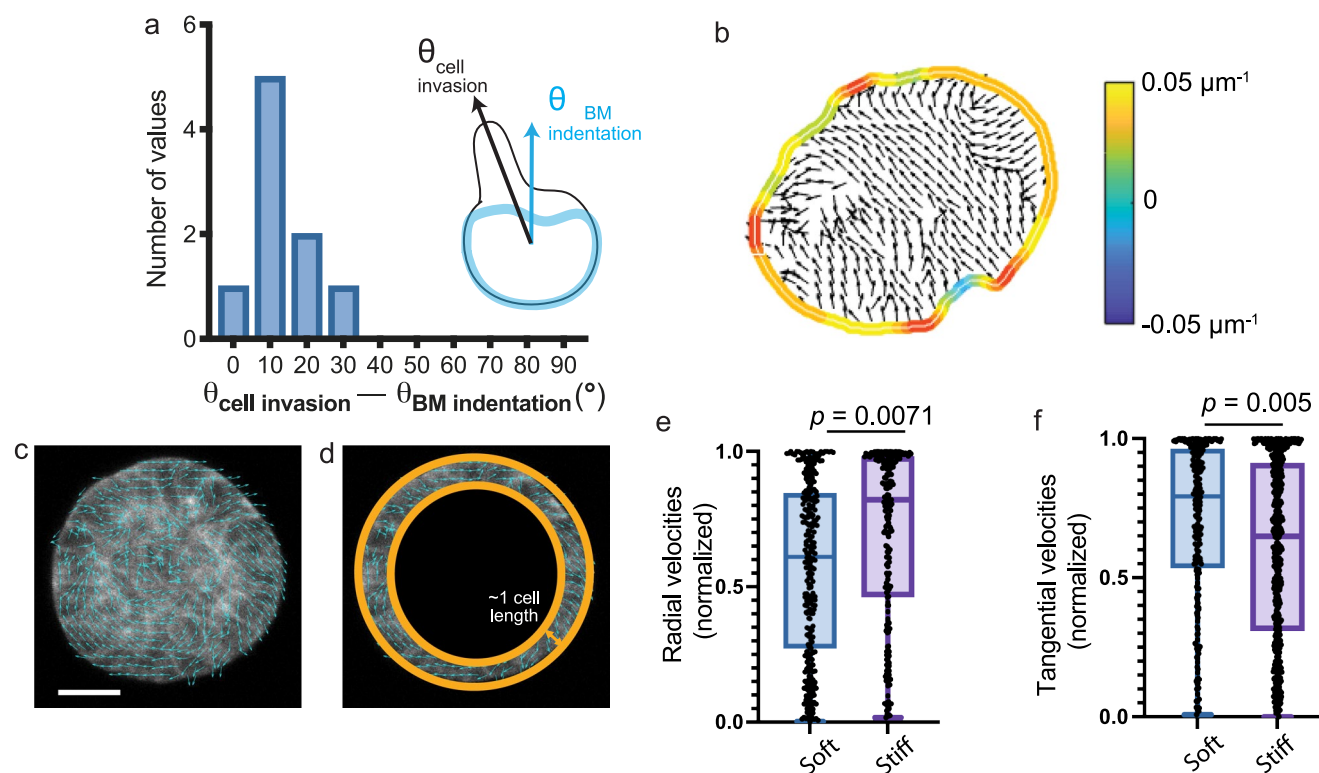 a
6
4
2
0
Number of values
θcell invasion
θ BM indentation
0 10 20 30 40 50 60 70 80 90
θcell invasion — θBM indentation (°)
b
0.05 µm⁻¹
0
-0.05 µm⁻¹
c
d
~1 cell
length
e
p = 0.0071
1.0
0.5
0.0
Radial velocities
(normalized)
Soft
Stiff
f
p = 0.005
1.0
0.5
0.0
Tangential velocities
(normalized)
Soft
Stiff